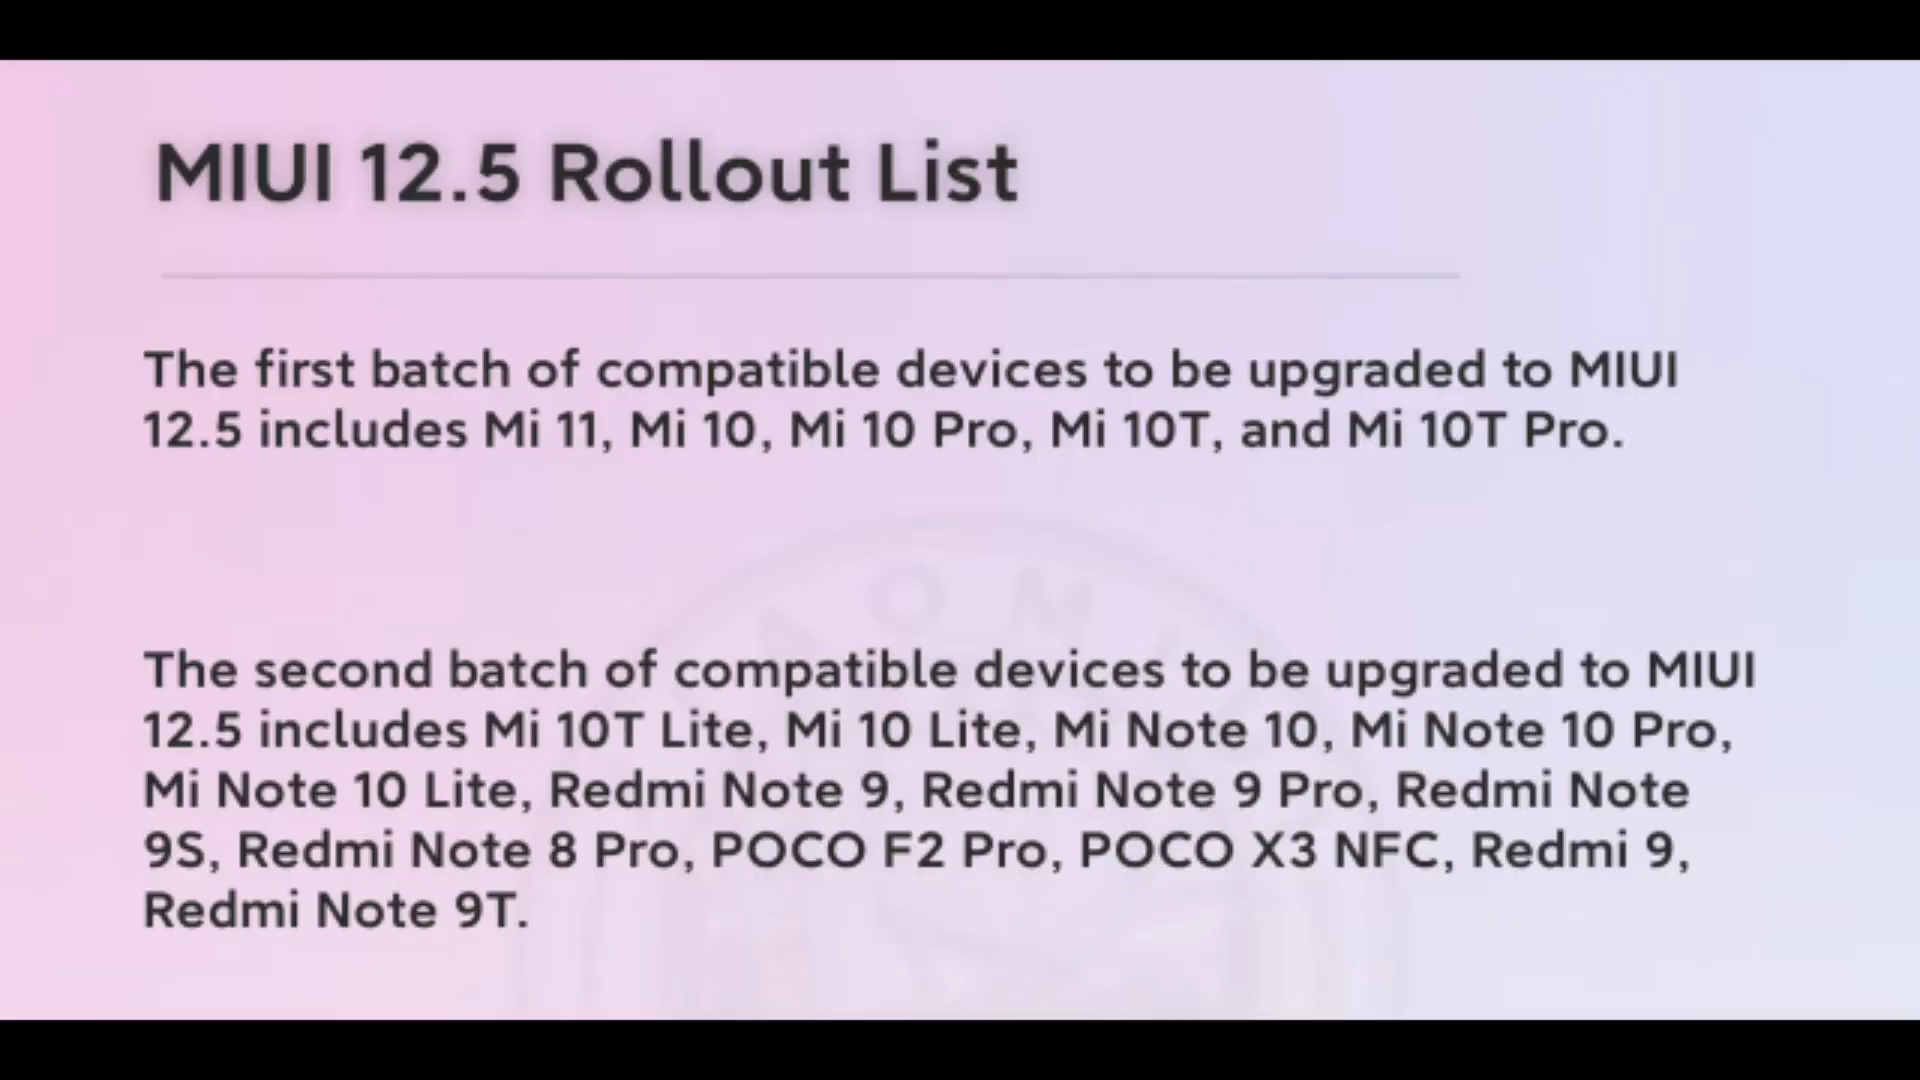 MIUI 12.5 Rollout List
The first batch of compatible devices to be upgraded to MIUI
12.5 includes Mi 11, Mi 10, Mi 10 Pro, Mi 10T, and Mi 10T Pro.
AOMI
The second batch of compatible devices to be upgraded to MIUI
12.5 includes Mi 10T Lite, Mi 10 Lite, Mi Note 10, Mi Note 10 Pro,
Mi Note 10 Lite, Redmi Note 9, Redmi Note 9 Pro, Redmi Note
9S, Redmi Note 8 Pro, POCO F2 Pro, POCO X3 NFC, Redmi 9,
Redmi Note 9T.